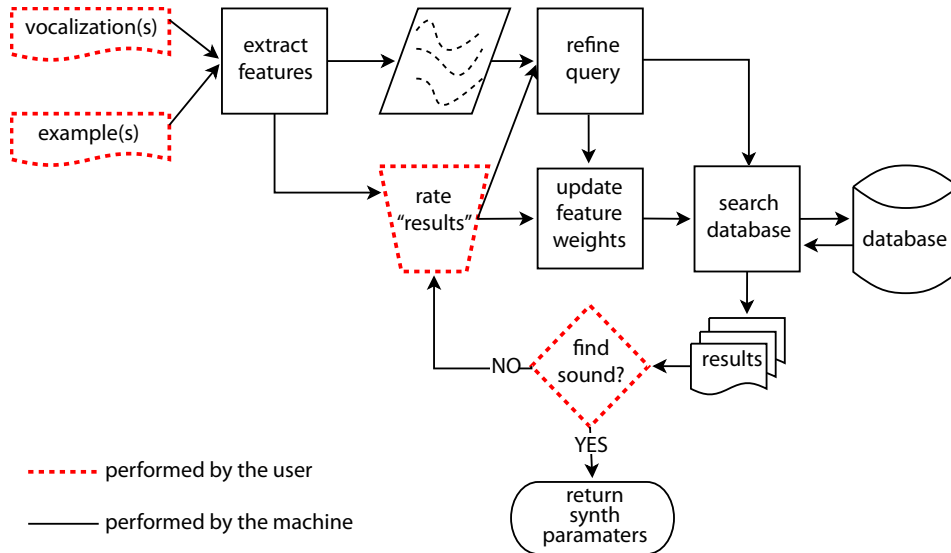 vocalization(s)
example(s)
extract
features
refine
query
rate
“results”
update
feature
weights
search
database
database
results
find
sound?
NO
YES
return
synth
paramaters
performed by the user
performed by the machine